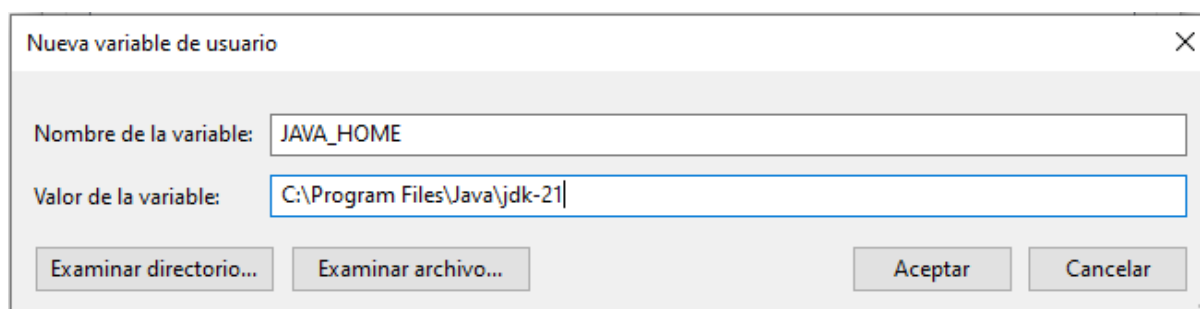 Nueva variable de usuario
Nombre de la variable: JAVA_HOME
Valor de la variable: C:\Program Files\Java\jdk-21
Examinar directorio... Examinar archivo... Aceptar Cancelar